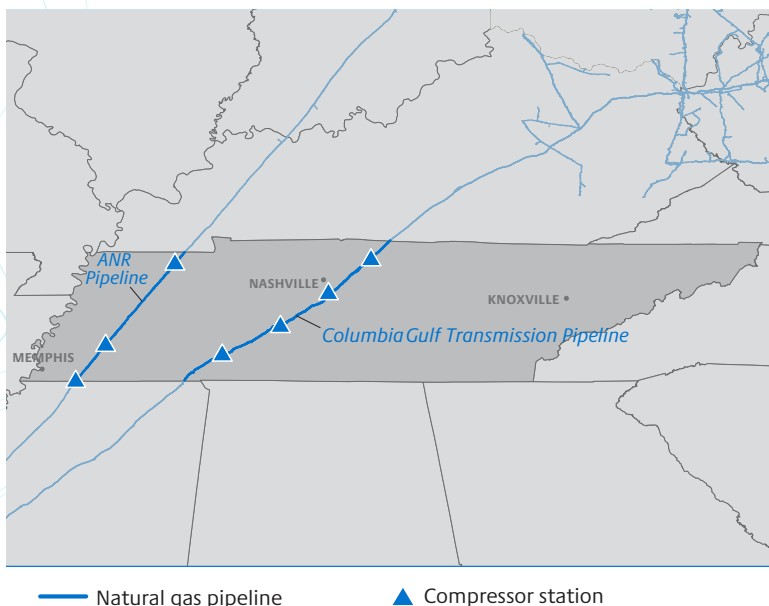 ANR
Pipeline
NASHVILLE
KNOXVILLE
Columbia Gulf Transmission Pipeline
MEMPHIS
Natural gas pipeline
Compressor station